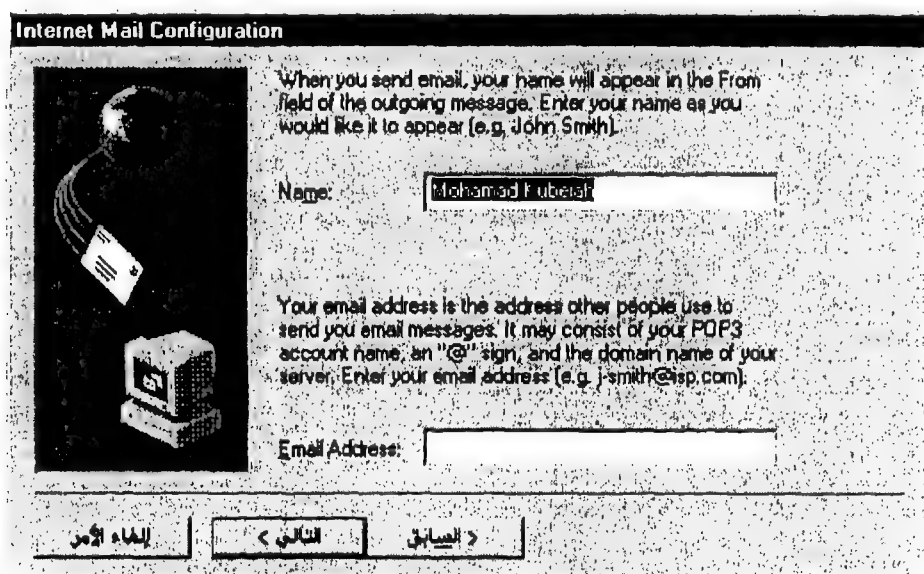 Internet Mail Configuration
When you send email, your name will appear in the From
field of the outgoing message. Enter your name as you
would like it to appear (e.g, John Smith).
Name:
Mohamad
Your email address is the address other people use to
send you email messages. It may consist of your POP3
account name, an "@" sign, and the domain name of your
server. Enter your email address (e.g. j-smith@isp.com).
Email Address:
< السابق
التالي >
إلغاء الأمر